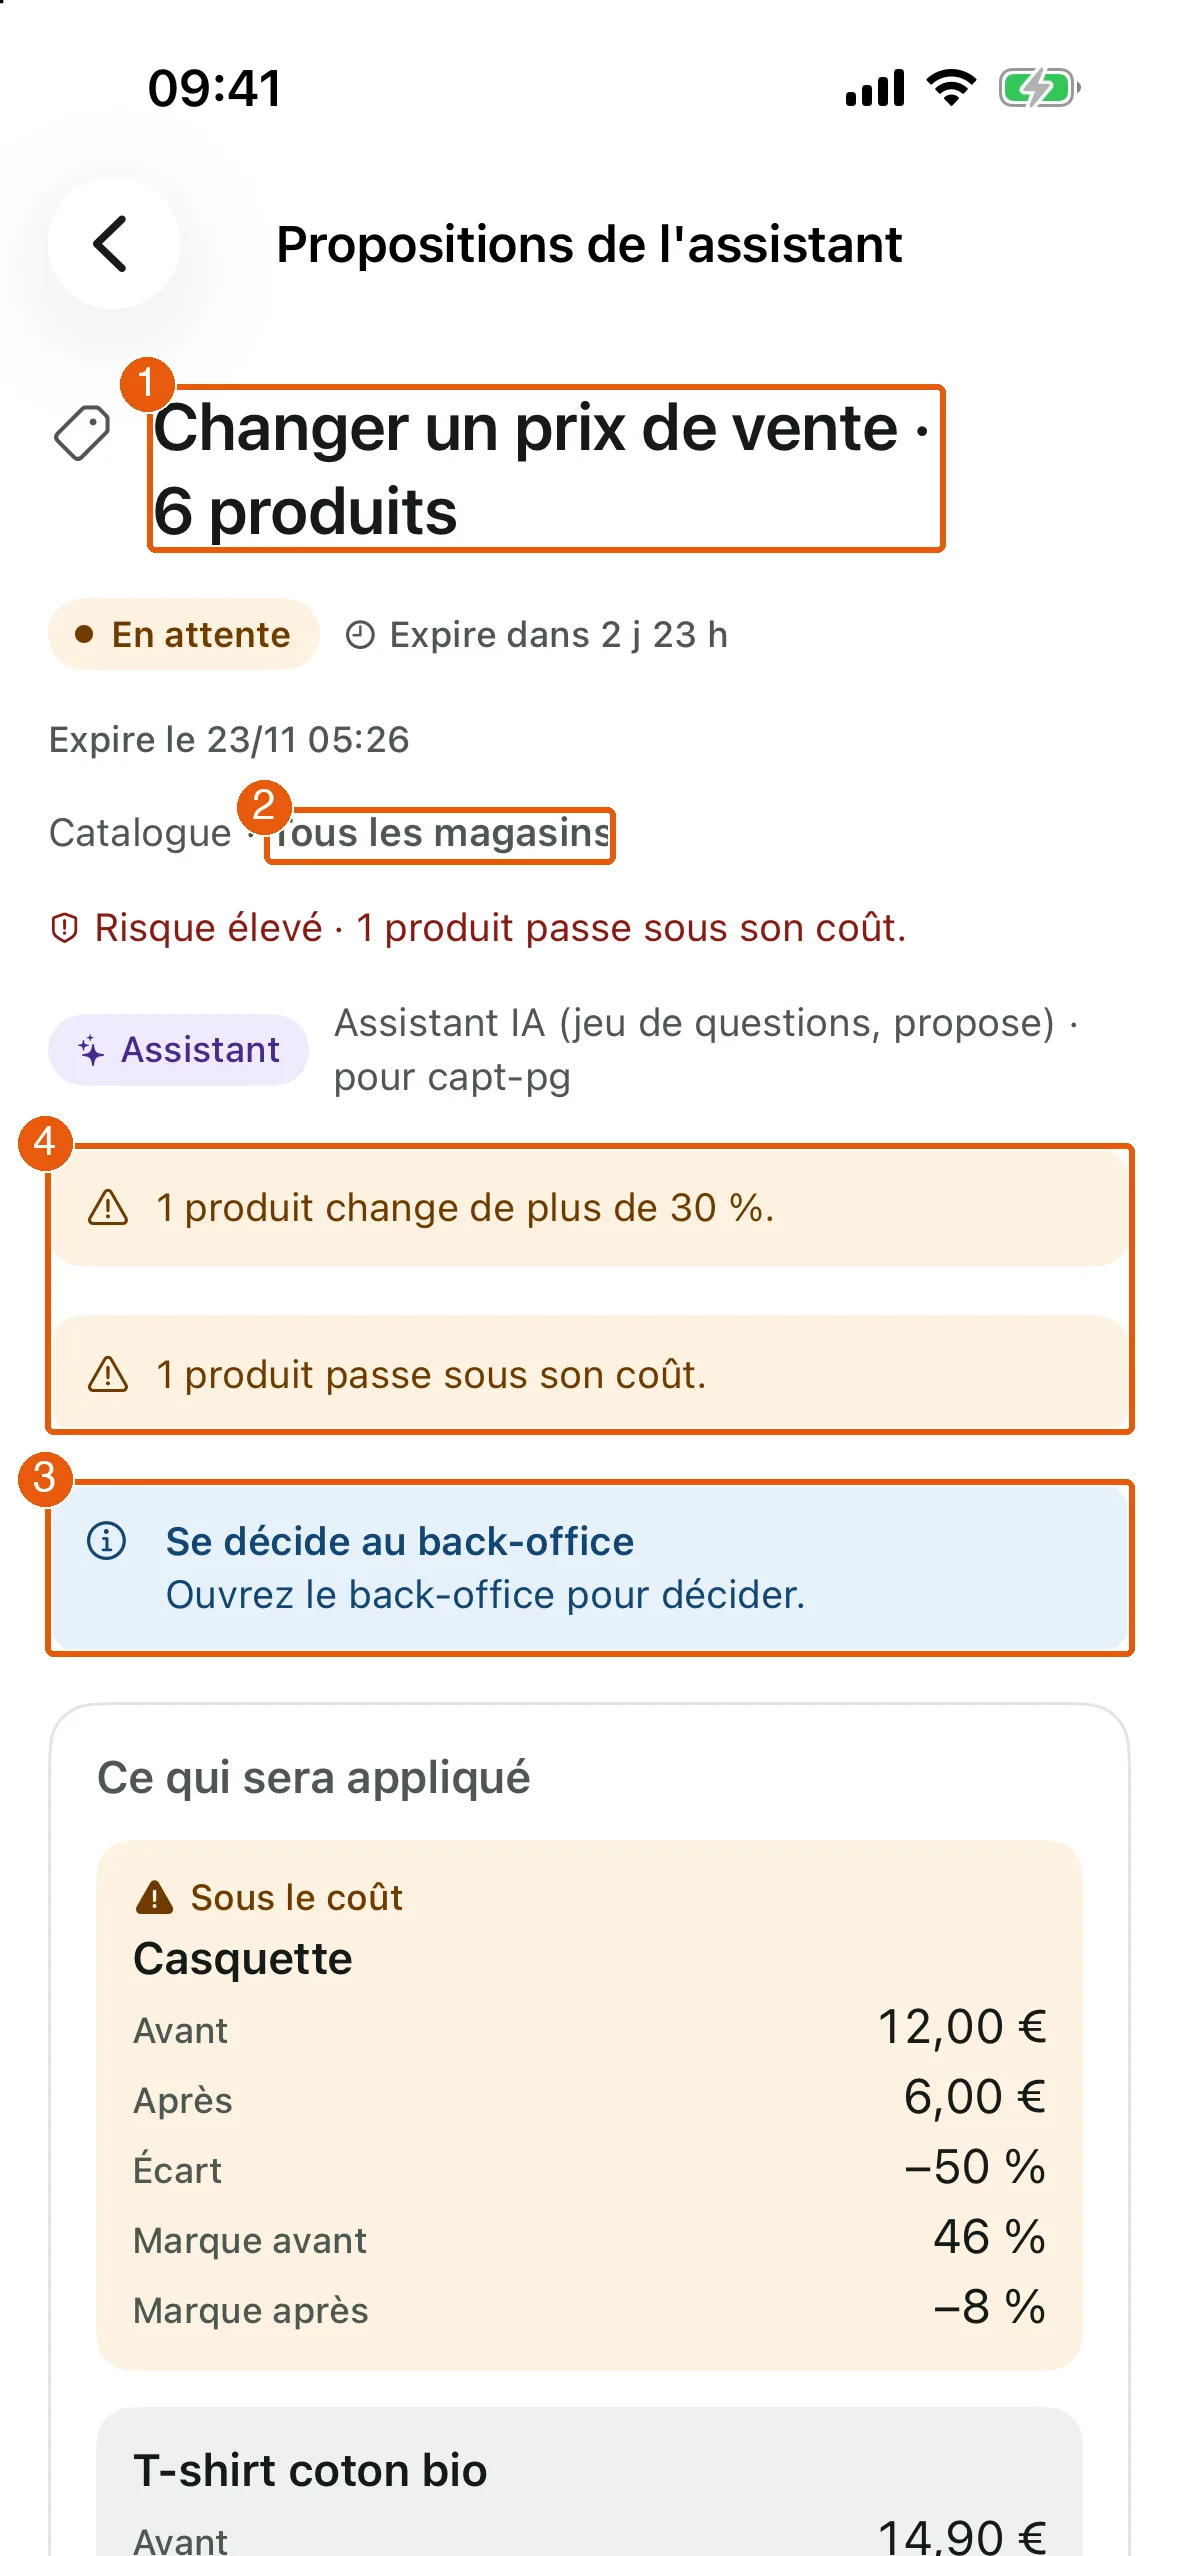 09:41
Propositions de l'assistant
1
Changer un prix de vente ·
6 produits
En attente
Expire dans 2 j 23 h
Expire le 23/11 05:26
2
Catalogue · Tous les magasins
Risque élevé · 1 produit passe sous son coût.
Assistant
Assistant IA (jeu de questions, propose) ·
pour capt-pg
4
1 produit change de plus de 30 %.
1 produit passe sous son coût.
3
Se décide au back-office
Ouvrez le back-office pour décider.
Ce qui sera appliqué
Sous le coût
Casquette
Avant 12,00 €
Après 6,00 €
Écart –50 %
Marque avant 46 %
Marque après –8 %
T-shirt coton bio
Avant 14,90 €